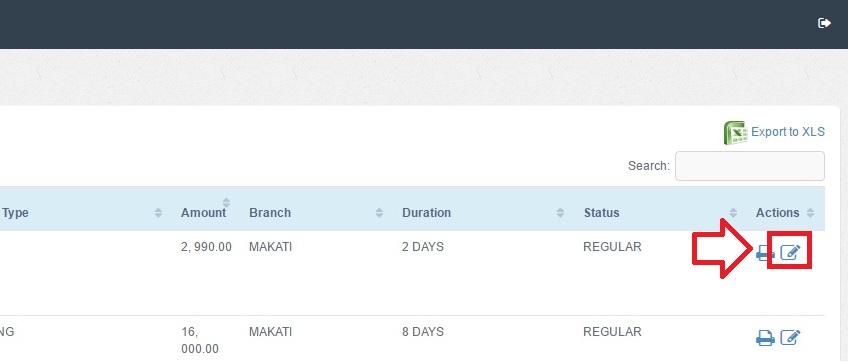 Export to XLS
Search:
Type Amount Branch Duration Status Actions
2, 990.00 MAKATI 2 DAYS REGULAR
NG 16, MAKATI 8 DAYS REGULAR
000.00